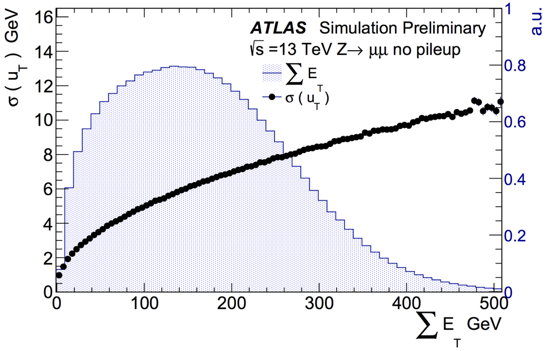 σ ( u_T ) GeV
16
14
12
10
8
6
4
2
0
ATLAS Simulation Preliminary
√s =13 TeV Z→ μμ no pileup
∑ E_T
σ ( u_T )
a.u.
1
0.8
0.6
0.4
0.2
0
0 100 200 300 400 500
∑ E_T GeV